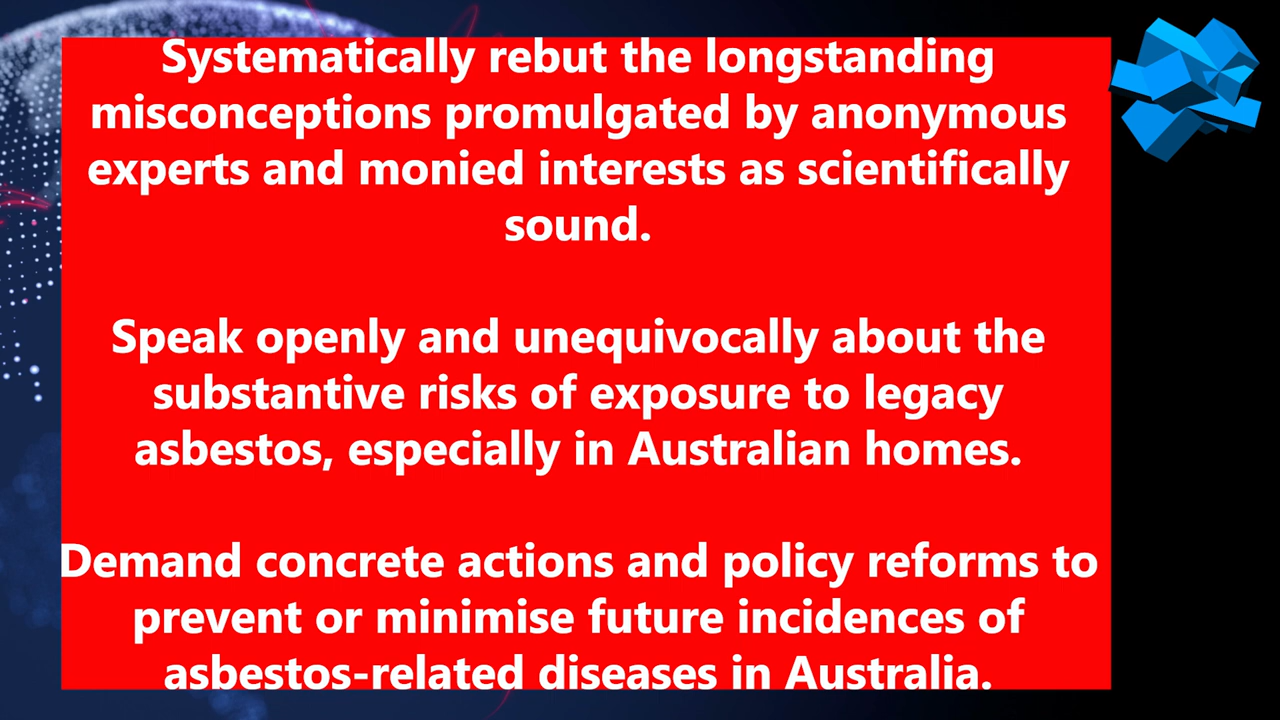 Systematically rebut the longstanding
misconceptions promulgated by anonymous
experts and monied interests as scientifically
sound.
Speak openly and unequivocally about the
substantive risks of exposure to legacy
asbestos, especially in Australian homes.
Demand concrete actions and policy reforms to
prevent or minimise future incidences of
asbestos-related diseases in Australia.